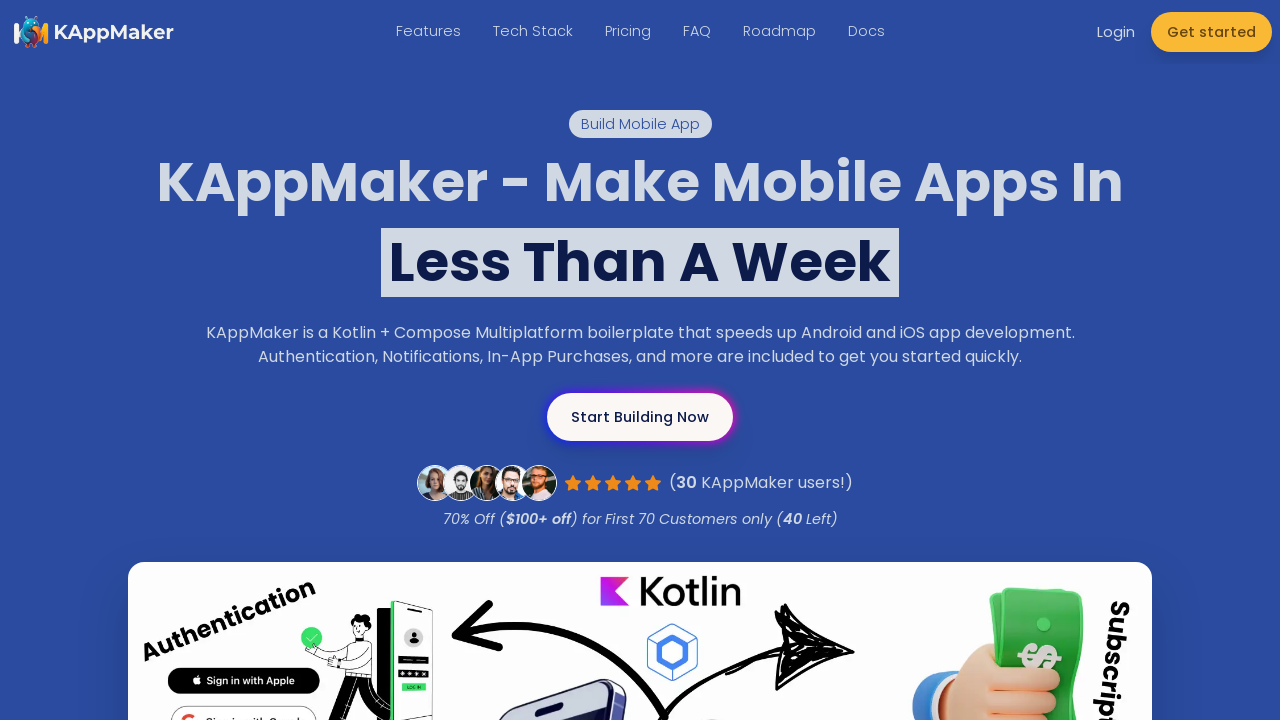 KAppMaker
Features
Tech Stack
Pricing
FAQ
Roadmap
Docs
Login
Get started
Build Mobile App
KAppMaker - Make Mobile Apps In
Less Than A Week
KAppMaker is a Kotlin + Compose Multiplatform boilerplate that speeds up Android and iOS app development.
Authentication, Notifications, In-App Purchases, and more are included to get you started quickly.
Start Building Now
(30 KAppMaker users!)
70% Off ($100+ off) for First 70 Customers only (40 Left)
Authentication
Kotlin
Sign in with Apple
LOG IN
$